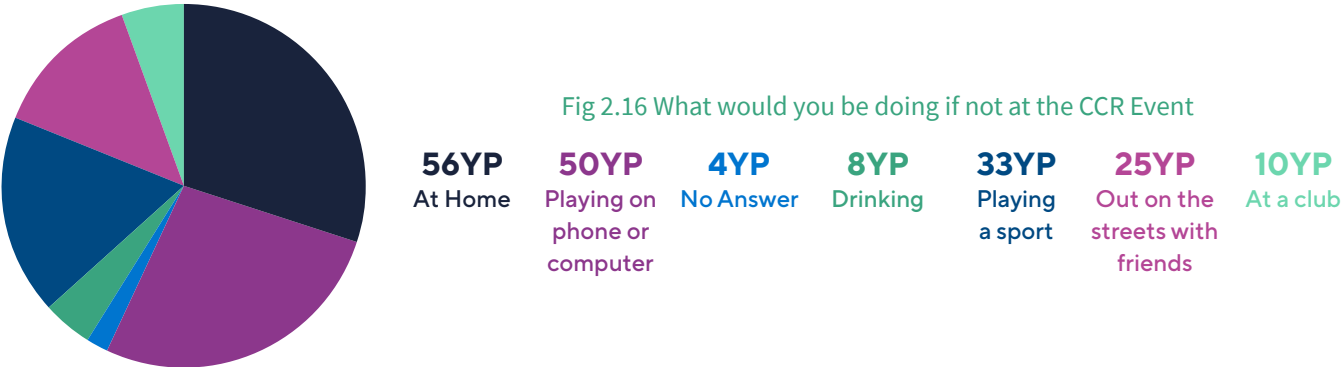 Fig 2.16 What would you be doing if not at the CCR Event
56YP
At Home
50YP
Playing on
phone or
computer
4YP
No Answer
8YP
Drinking
33YP
Playing
a sport
25YP
Out on the
streets with
friends
10YP
At a club